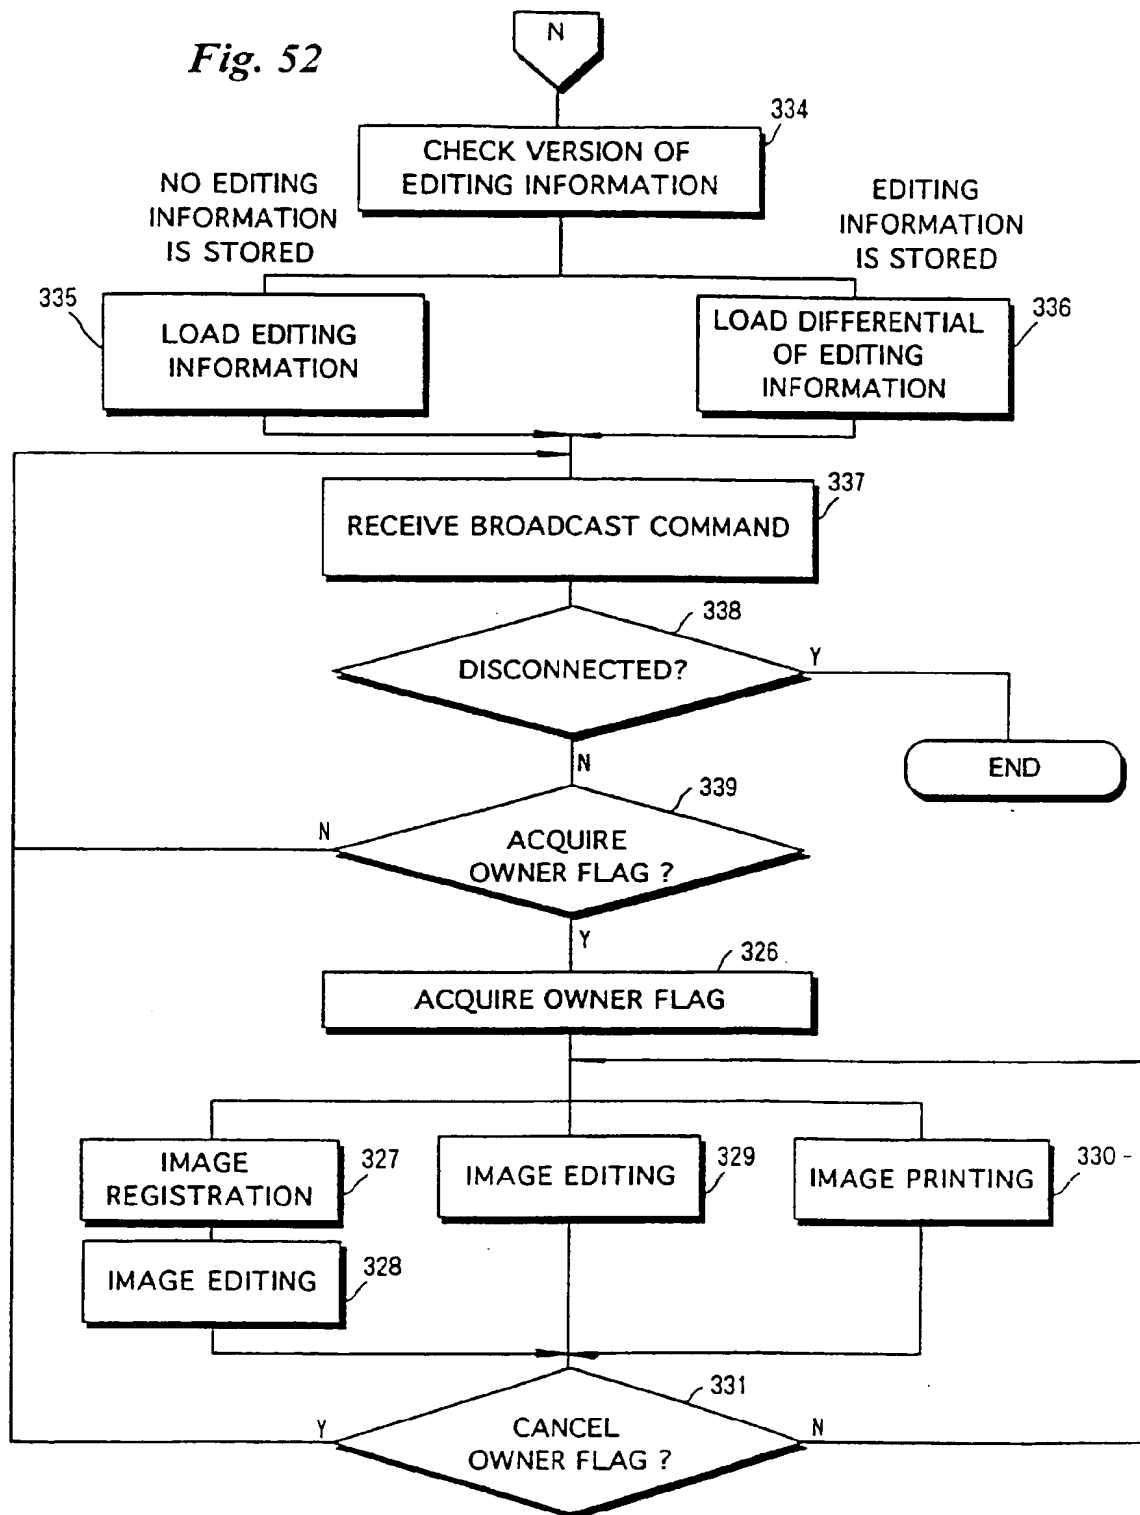 Fig. 52
N
334
CHECK VERSION OF
EDITING INFORMATION
NO EDITING
INFORMATION
IS STORED
EDITING
INFORMATION
IS STORED
335
LOAD EDITING
INFORMATION
LOAD DIFFERENTIAL
OF EDITING
INFORMATION
336
337
RECEIVE BROADCAST COMMAND
338
DISCONNECTED?
Y
N
END
339
N
ACQUIRE
OWNER FLAG ?
Y
326
ACQUIRE OWNER FLAG
IMAGE
REGISTRATION
327
IMAGE EDITING
329
IMAGE PRINTING
330
IMAGE EDITING
328
331
Y
CANCEL
OWNER FLAG ?
N